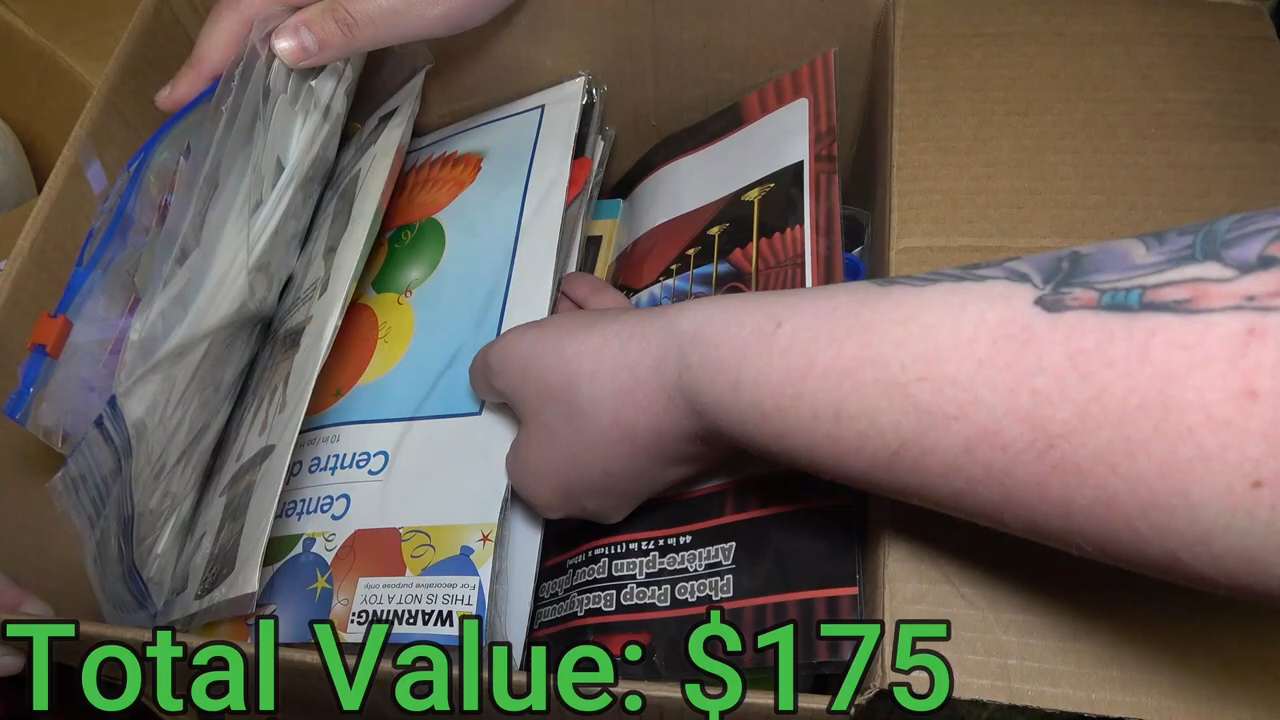 10 in / po
Centre d
Center
WARNING:
THIS IS NOT A TOY.
For decorative purpose only.
Photo Prop Background
Arrière-plan pour photo
44 in x 72 in (111cm x 182cm)
Total Value: $175